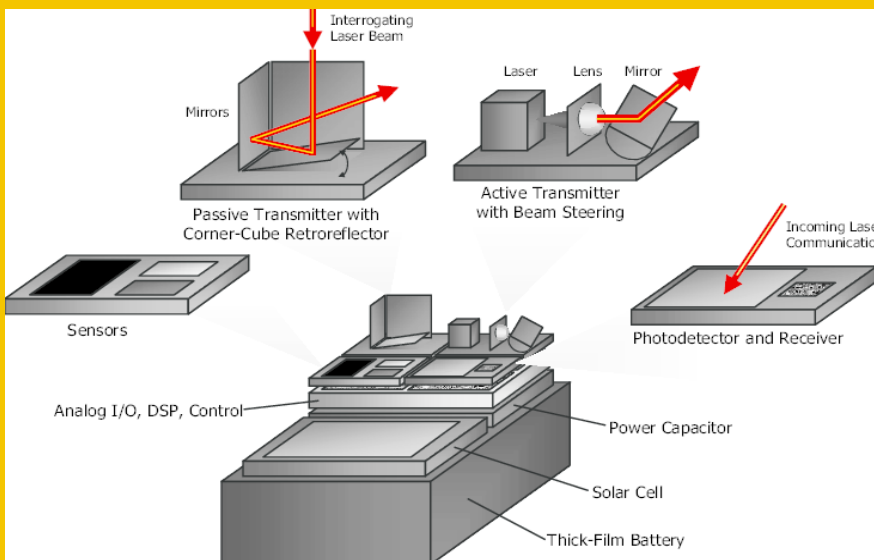 Interrogating
Laser Beam
Mirrors
Passive Transmitter with
Corner-Cube Retroreflector
Laser
Lens
Mirror
Active Transmitter
with Beam Steering
Incoming Lase
Communicatio
Sensors
Photodetector and Receiver
Analog I/O, DSP, Control
Power Capacitor
Solar Cell
Thick-Film Battery